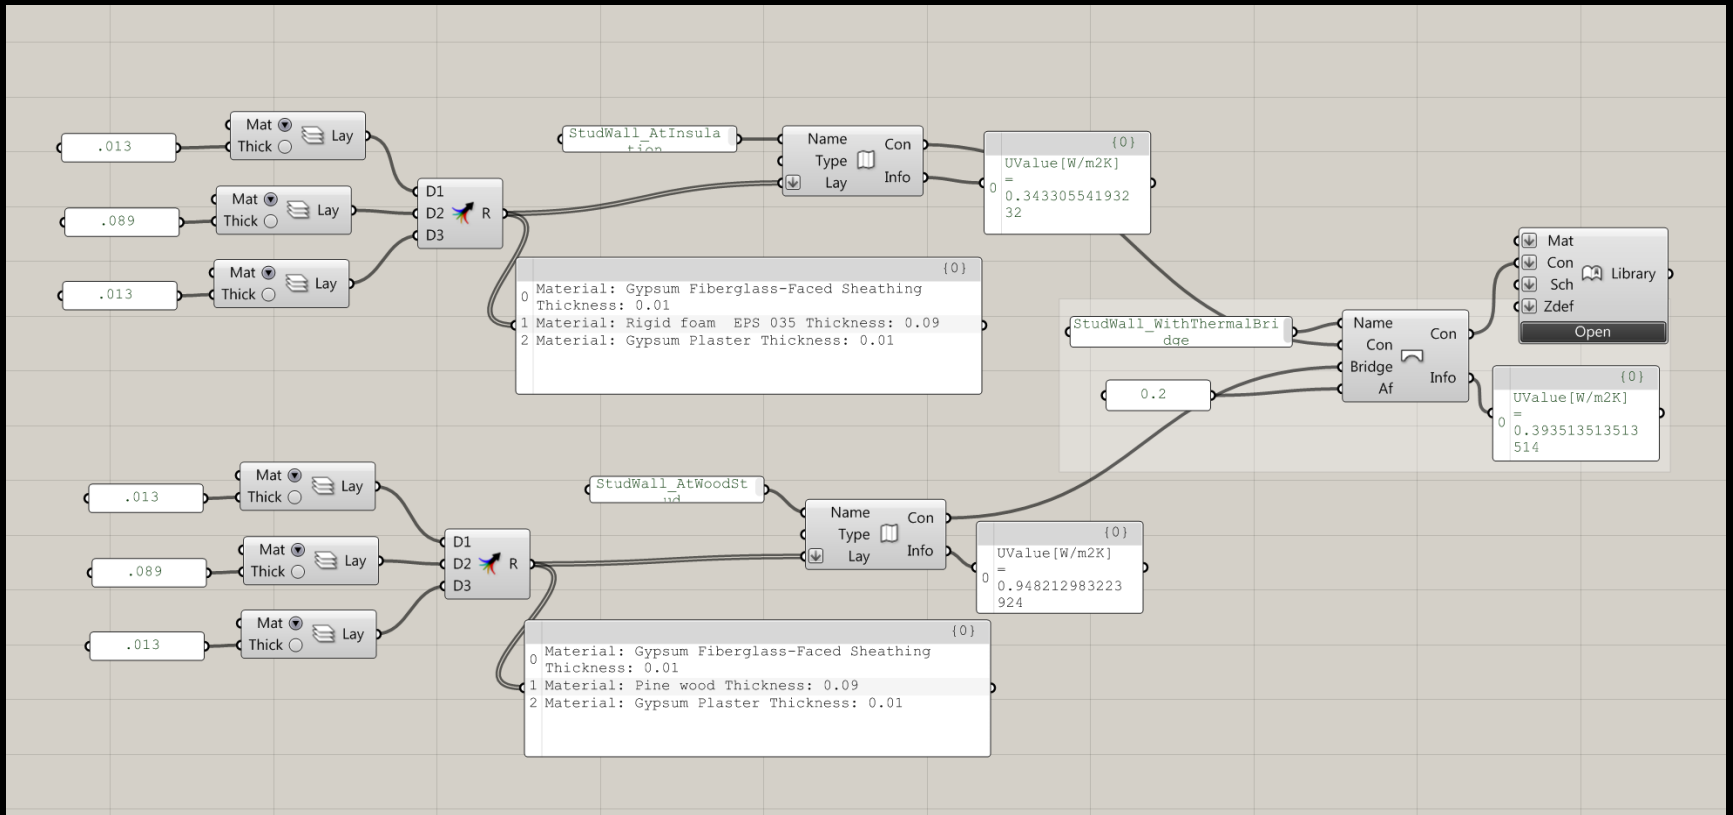 Mat
Thick
Lay
.013
Mat
Thick
Lay
.089
Mat
Thick
Lay
.013
D1
D2
D3
R
StudWall_AtInsula
tion
Name
Type
Lay
Con
Info
{0}
0
UValue[W/m2K]
=
0.343305541932
32
{0}
0
Material: Gypsum Fiberglass-Faced Sheathing
Thickness: 0.01
1 Material: Rigid foam  EPS 035 Thickness: 0.09
2 Material: Gypsum Plaster Thickness: 0.01
StudWall_WithThermalBri
dge
0.2
Name
Con
Bridge
Af
Con
Info
Mat
Con
Sch
Zdef
Library
Open
{0}
0
UValue[W/m2K]
=
0.393513513513
514
Mat
Thick
Lay
.013
Mat
Thick
Lay
.089
Mat
Thick
Lay
.013
D1
D2
D3
R
StudWall_AtWoodSt
ud
Name
Type
Lay
Con
Info
{0}
0
UValue[W/m2K]
=
0.948212983223
924
{0}
0
Material: Gypsum Fiberglass-Faced Sheathing
Thickness: 0.01
1 Material: Pine wood Thickness: 0.09
2 Material: Gypsum Plaster Thickness: 0.01